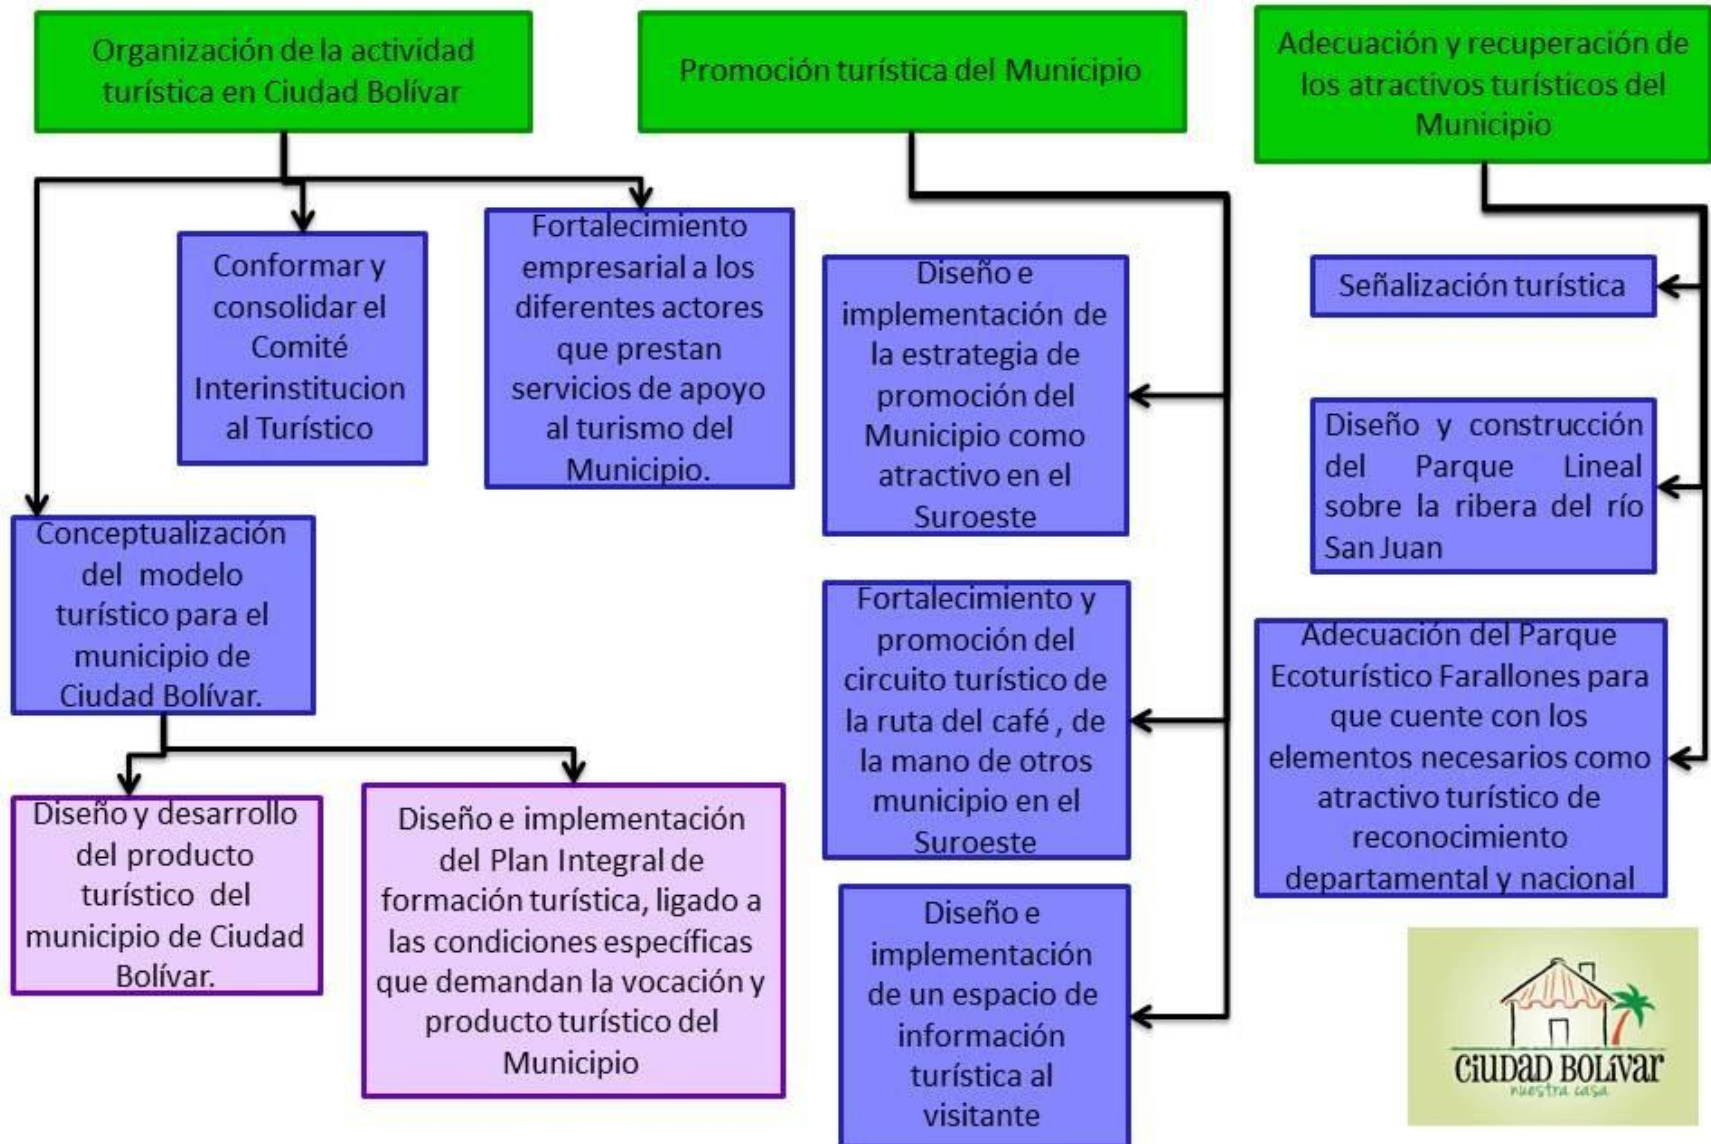 Organización de la actividad
turística en Ciudad Bolívar
Promoción turística del Municipio
Adecuación y recuperación de
los atractivos turísticos del
Municipio
Conformar y
consolidar el
Comité
Interinstitucion
al Turístico
Fortalecimiento
empresarial a los
diferentes actores
que prestan
servicios de apoyo
al turismo del
Municipio.
Conceptualización
del modelo
turístico para el
municipio de
Ciudad Bolívar.
Diseño y desarrollo
del producto
turístico del
municipio de Ciudad
Bolívar.
Diseño e implementación
del Plan Integral de
formación turística, ligado a
las condiciones específicas
que demandan la vocación y
producto turístico del
Municipio
Diseño e
implementación de
la estrategia de
promoción del
Municipio como
atractivo en el
Suroeste
Fortalecimiento y
promoción del
circuito turístico de
la ruta del café , de
la mano de otros
municipio en el
Suroeste
Diseño e
implementación
de un espacio de
información
turística al
visitante
Señalización turística
Diseño y construcción
del Parque Lineal
sobre la ribera del río
San Juan
Adecuación del Parque
Ecoturístico Farallones para
que cuente con los
elementos necesarios como
atractivo turístico de
reconocimiento
departamental y nacional
CiUDAD BOLíVAR
nuestra casa